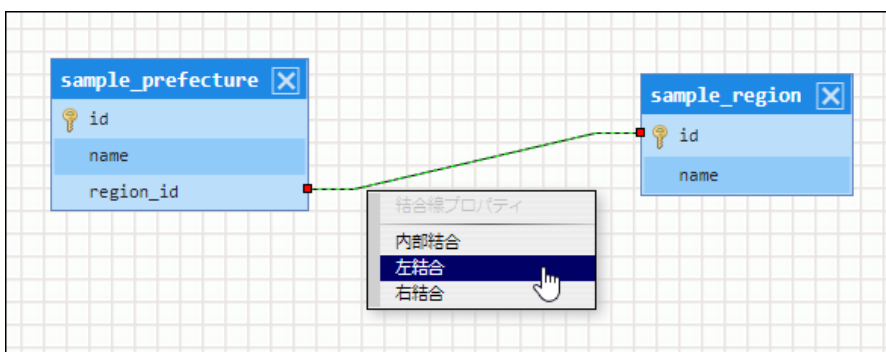 sample_prefecture
id
name
region_id
sample_region
id
name
結合線プロパティ
内部結合
左結合
右結合